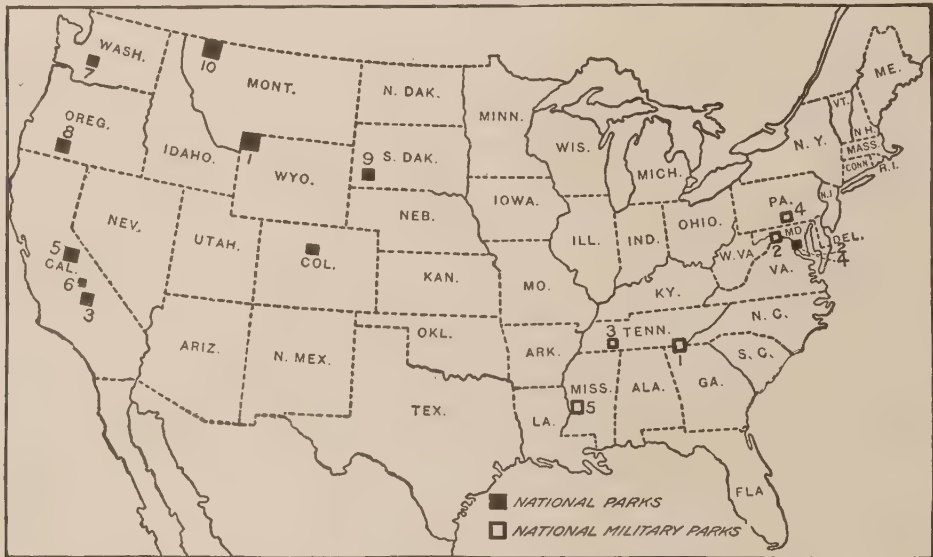 WASH.
7
10
MONT.
N. DAK.
MINN.
ME.
VT.
N.H.
MASS.
CONN.
R.I.
N.Y.
OREG.
8
IDAHO.
1
WYO.
9
S. DAK.
WIS.
MICH.
IOWA.
NEB.
NEV.
UTAH.
COL.
ILL.
IND.
OHIO.
PA.
4
N.J.
MD.
DEL.
2
2
4
W. VA.
VA.
5
CAL.
6
3
KAN.
MO.
KY.
ARIZ.
N. MEX.
OKL.
ARK.
3
TENN.
N. C.
1
S. C.
MISS.
5
ALA.
GA.
TEX.
LA.
FLA
NATIONAL PARKS
NATIONAL MILITARY PARKS